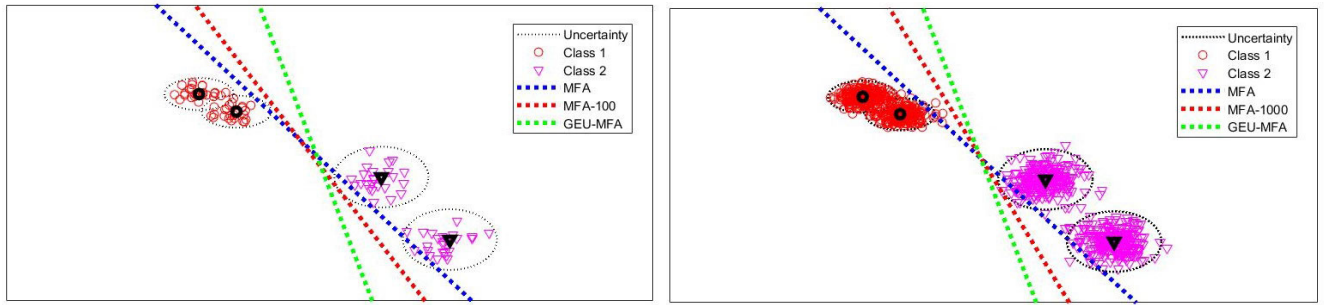 Uncertainty
Class 1
Class 2
MFA
MFA-100
GEU-MFA
Uncertainty
Class 1
Class 2
MFA
MFA-1000
GEU-MFA